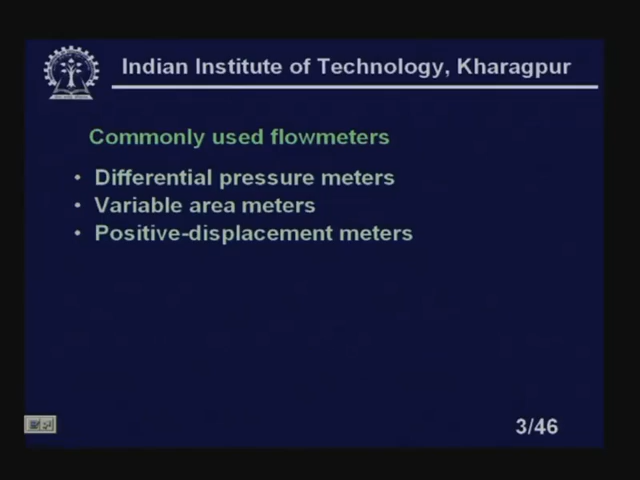 Indian Institute of Technology, Kharagpur
Commonly used flowmeters
• Differential pressure meters
• Variable area meters
• Positive-displacement meters
3/46